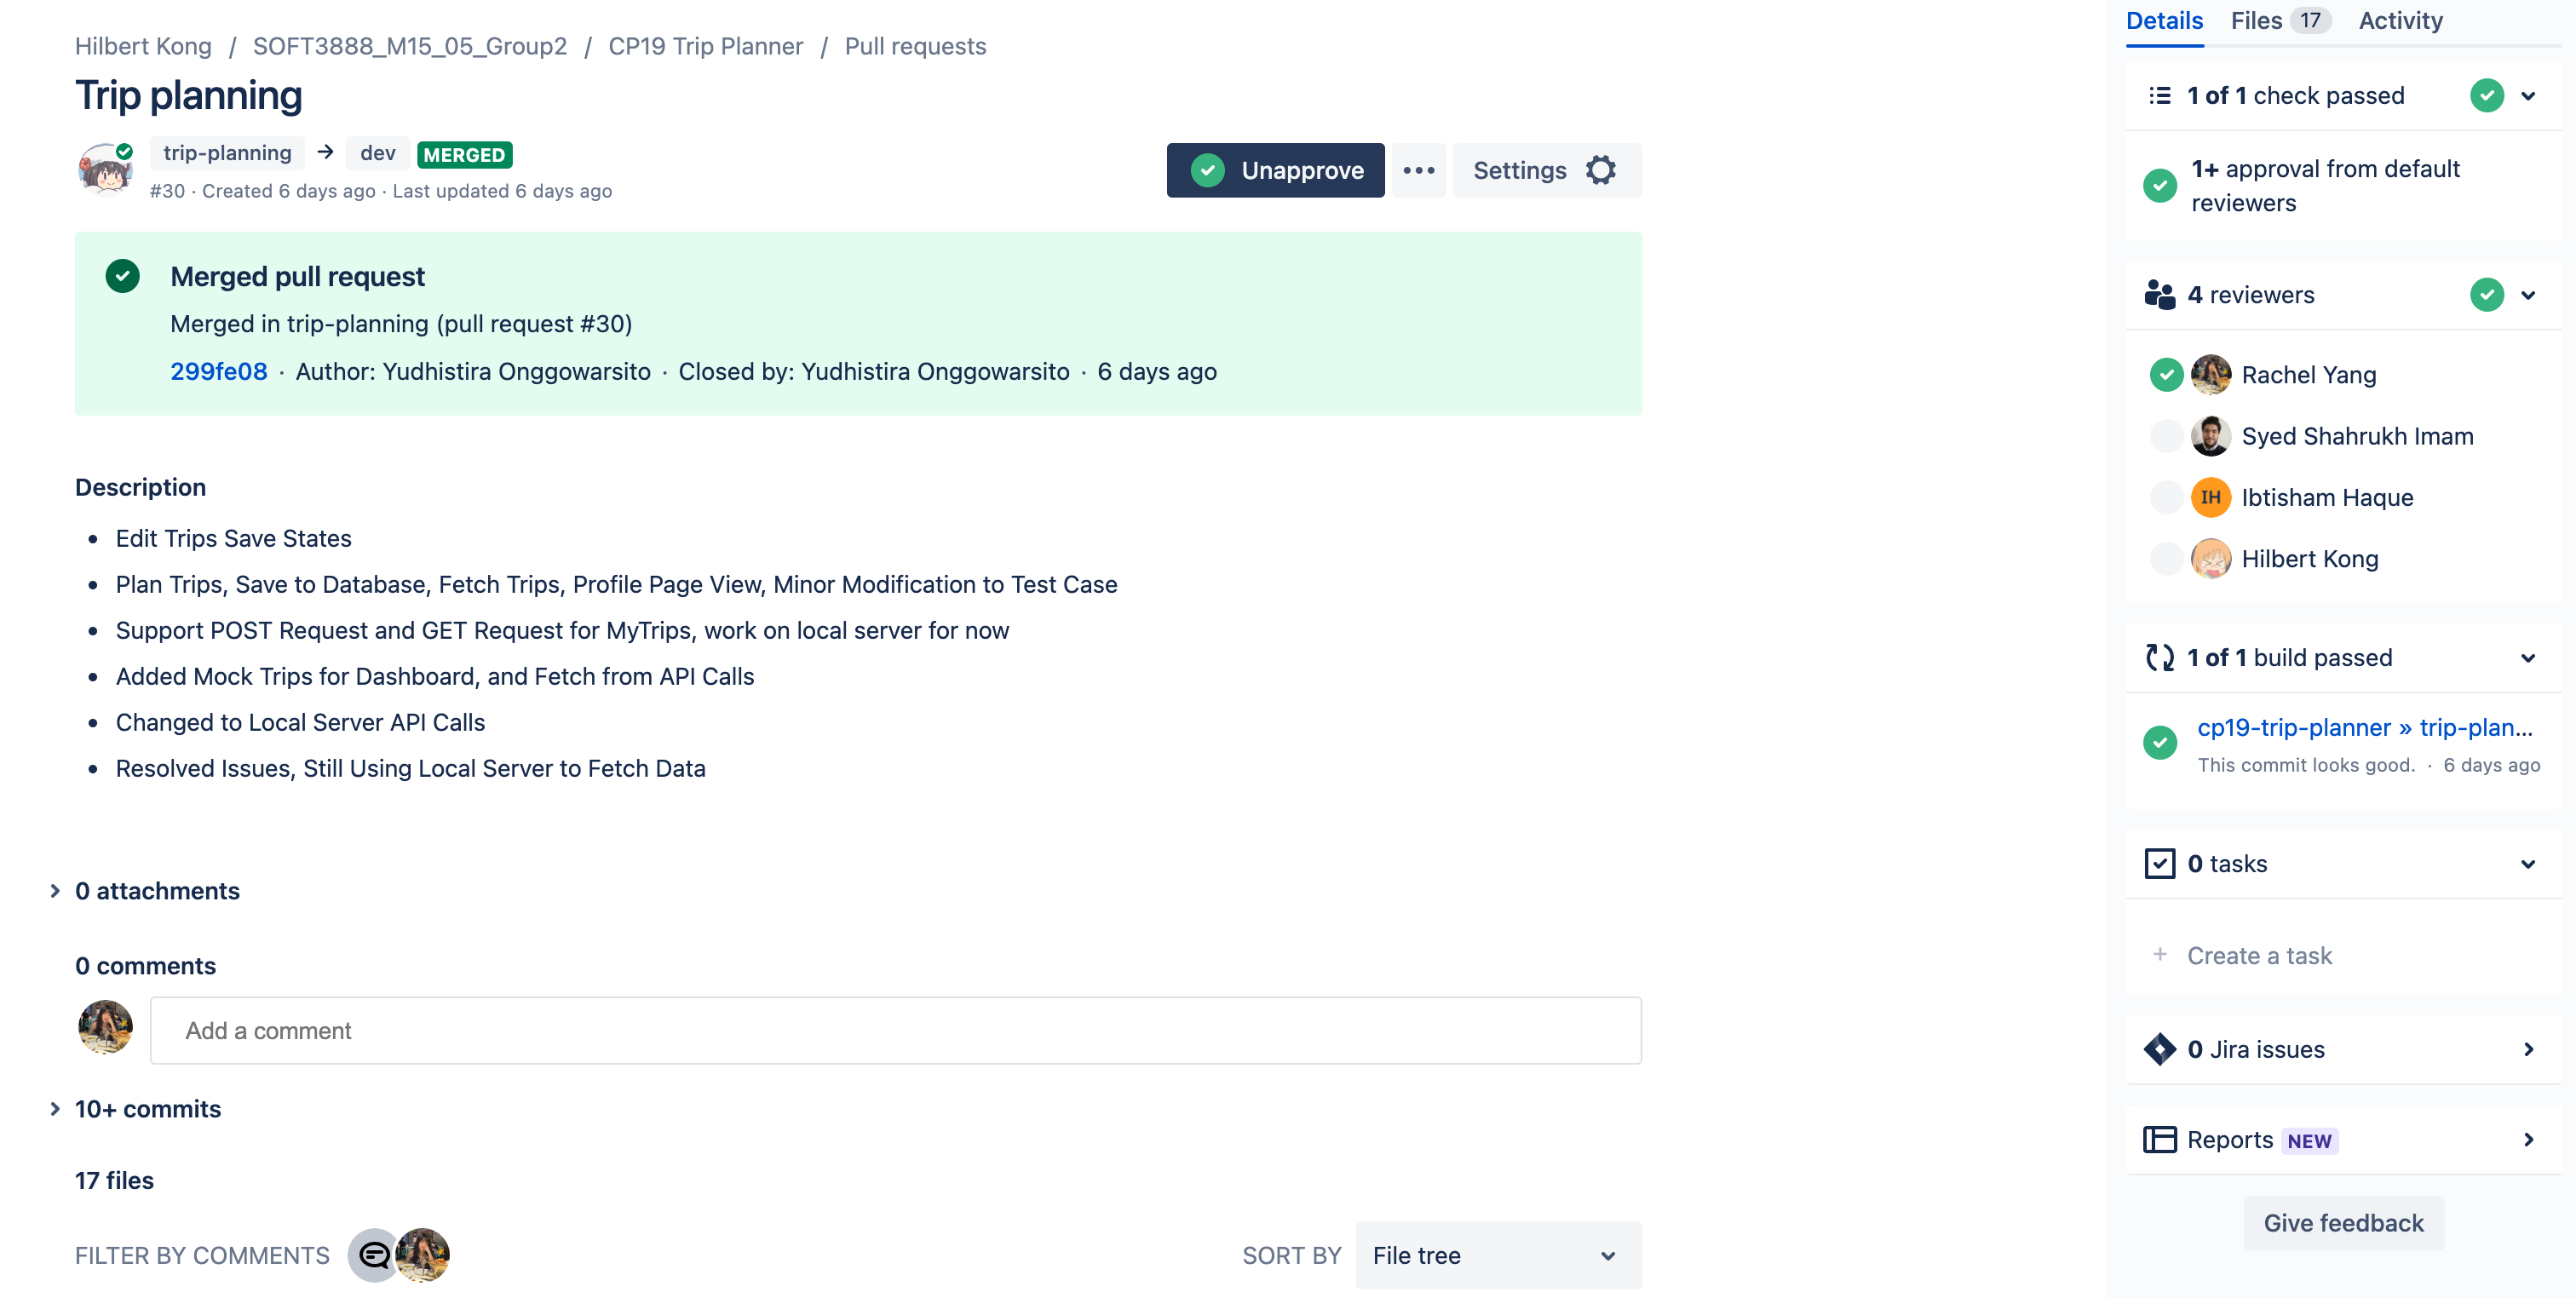 Hilbert Kong / SOFT3888_M15_05_Group2 / CP19 Trip Planner / Pull requests
Trip planning
trip-planning → dev MERGED
#30 · Created 6 days ago · Last updated 6 days ago
Unapprove
Settings
Merged pull request
Merged in trip-planning (pull request #30)
299fe08 · Author: Yudhistira Onggowarsito · Closed by: Yudhistira Onggowarsito · 6 days ago
Description
• Edit Trips Save States
• Plan Trips, Save to Database, Fetch Trips, Profile Page View, Minor Modification to Test Case
• Support POST Request and GET Request for MyTrips, work on local server for now
• Added Mock Trips for Dashboard, and Fetch from API Calls
• Changed to Local Server API Calls
• Resolved Issues, Still Using Local Server to Fetch Data
0 attachments
0 comments
Add a comment
10+ commits
17 files
FILTER BY COMMENTS
SORT BY File tree
Details Files 17 Activity
1 of 1 check passed
1+ approval from default
reviewers
4 reviewers
Rachel Yang
Syed Shahrukh Imam
IH Ibtisham Haque
Hilbert Kong
1 of 1 build passed
cp19-trip-planner » trip-plan...
This commit looks good. · 6 days ago
0 tasks
+ Create a task
0 Jira issues
Reports NEW
Give feedback